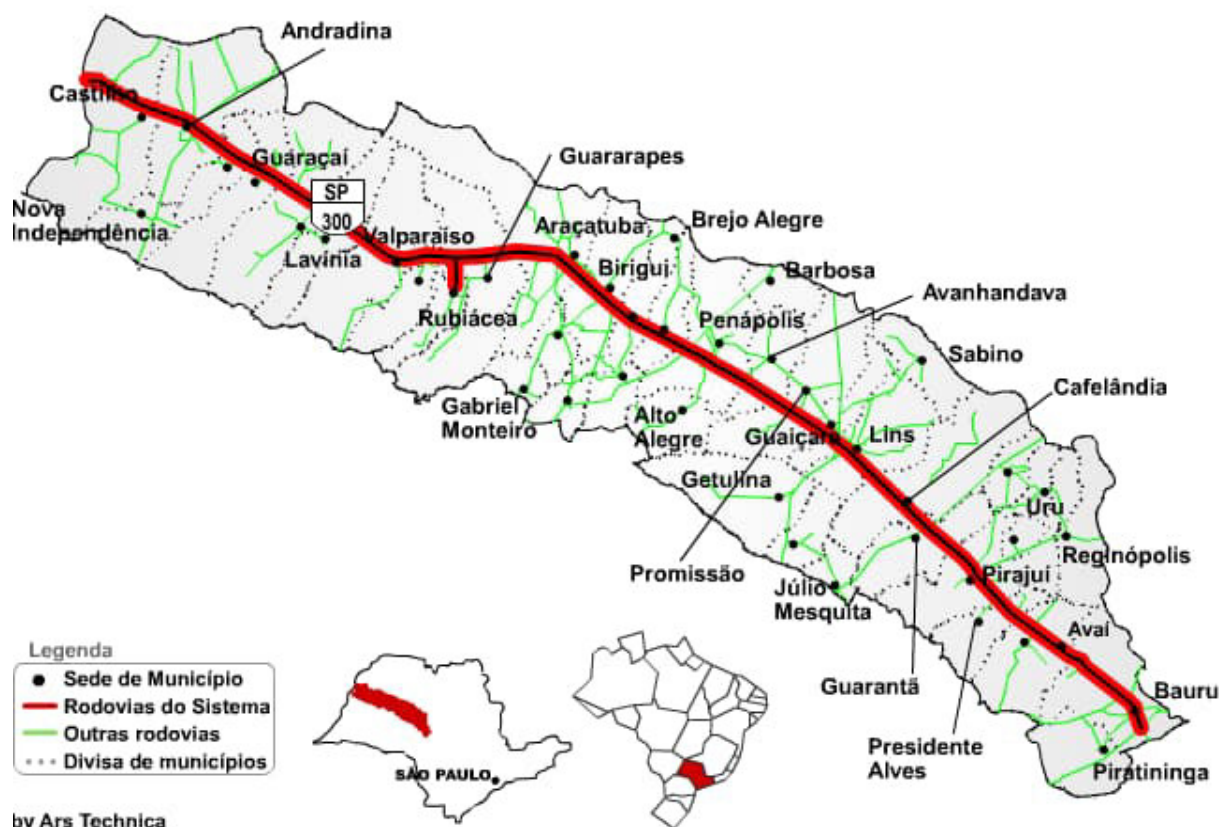 Andradina
Castilho
Guaraçaí
Guararapes
SP
300
Nova
Independência
Valparaiso
Araçatuba
Brejo Alegre
Lavínia
Birigui
Barbosa
Avanhandava
Rubiácea
Penápolis
Sabino
Cafelândia
Gabriel
Monteiro
Alto
Alegre
Guaiçara
Lins
Getulina
Uru
Reginópolis
Promissão
Pirajuí
Júlio
Mesquita
Avaí
Guarantã
Bauru
Presidente
Alves
Piratininga
Legenda
Sede de Município
Rodovias do Sistema
Outras rodovias
Divisa de municípios
SÃO PAULO
by Ars Technica